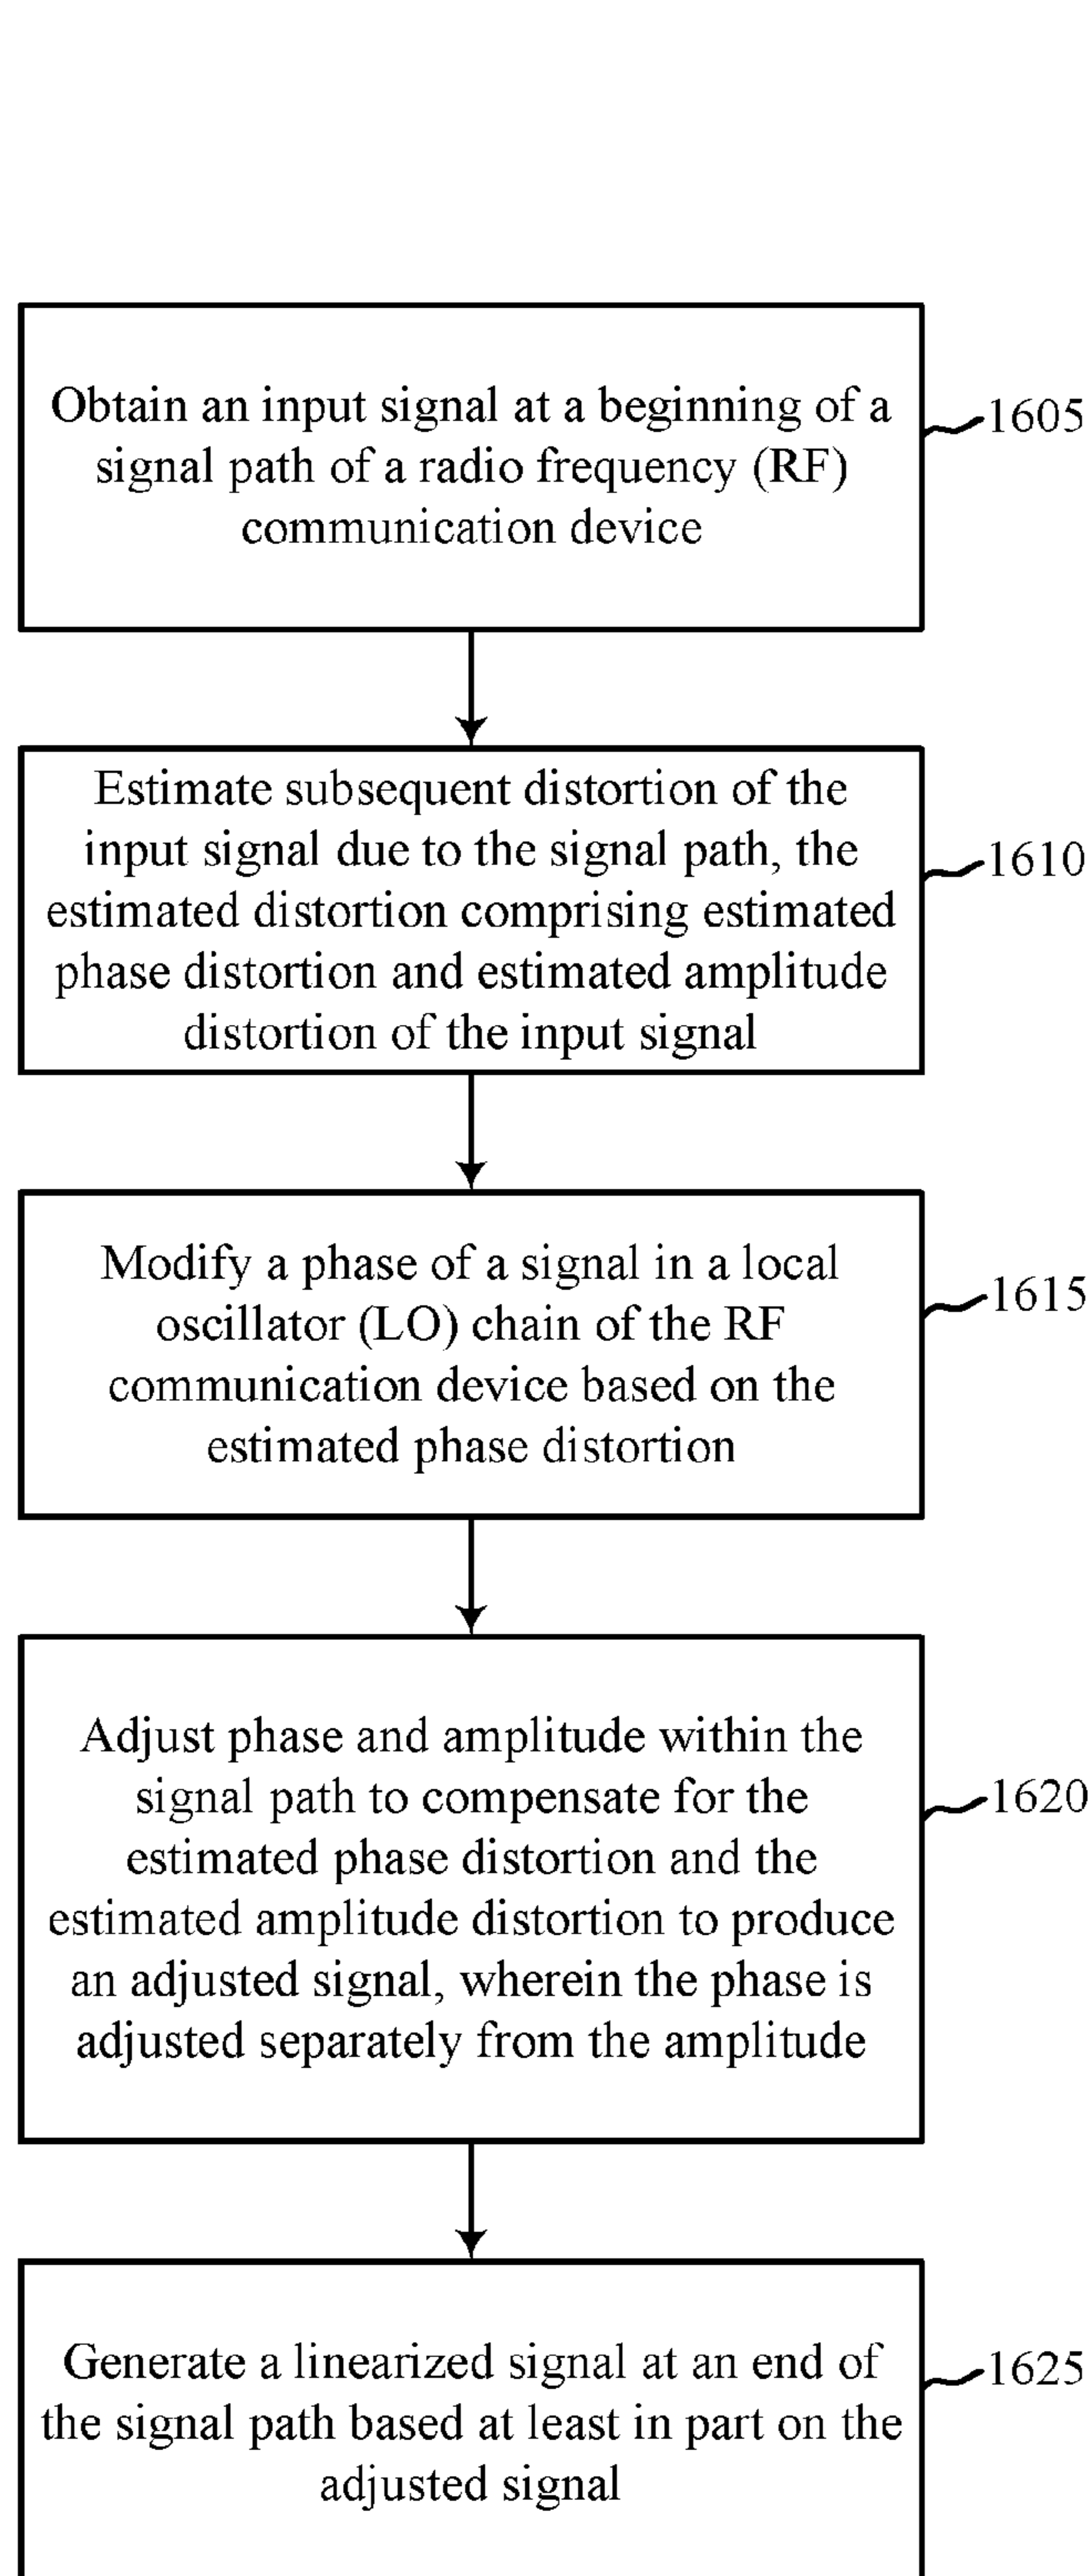 Obtain an input signal at a beginning of a
signal path of a radio frequency (RF)
communication device
1605
Estimate subsequent distortion of the
input signal due to the signal path, the
estimated distortion comprising estimated
phase distortion and estimated amplitude
distortion of the input signal
1610
Modify a phase of a signal in a local
oscillator (LO) chain of the RF
communication device based on the
estimated phase distortion
1615
Adjust phase and amplitude within the
signal path to compensate for the
estimated phase distortion and the
estimated amplitude distortion to produce
an adjusted signal, wherein the phase is
adjusted separately from the amplitude
1620
Generate a linearized signal at an end of
the signal path based at least in part on the
adjusted signal
1625